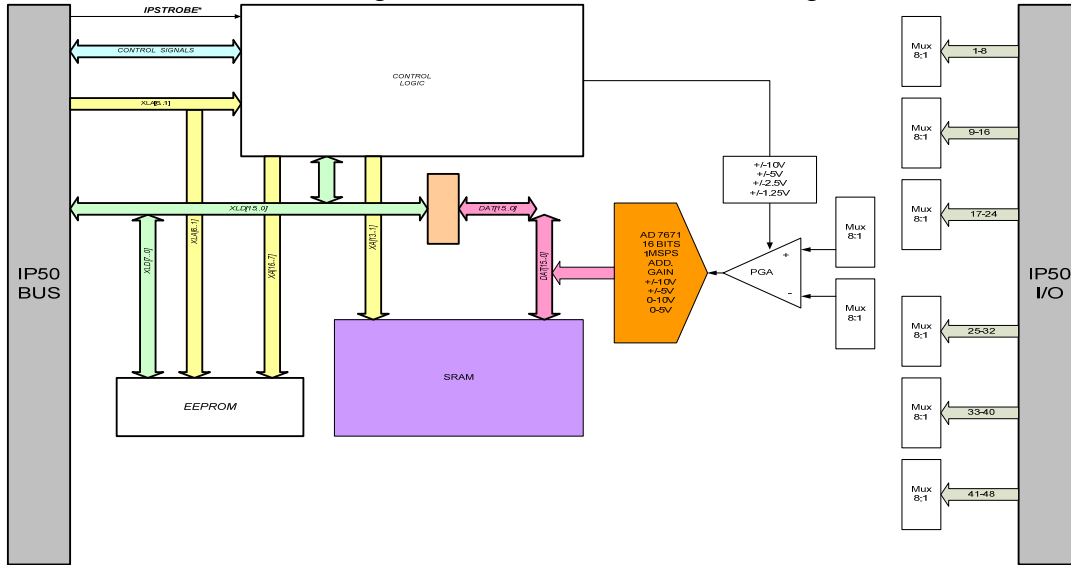 IPSTROBE*
CONTROL SIGNALS
XLA[6..1]
CONTROL
LOGIC
XLD[15..0]
DAT[15..0]
XLD[7..0]
XLA[6..1]
XA[16..7]
XA[13..1]
DAT[15..0]
IP50
BUS
EEPROM
SRAM
AD 7671
16 BITS
1MSPS
ADD.
GAIN
+/-10V
+/-5V
0-10V
0-5V
+/-10V
+/-5V
+/-2.5V
+/-1.25V
PGA
+
-
Mux
8:1
Mux
8:1
Mux
8:1
1-8
Mux
8:1
9-16
Mux
8:1
17-24
Mux
8:1
25-32
Mux
8:1
33-40
Mux
8:1
41-48
IP50
I/O